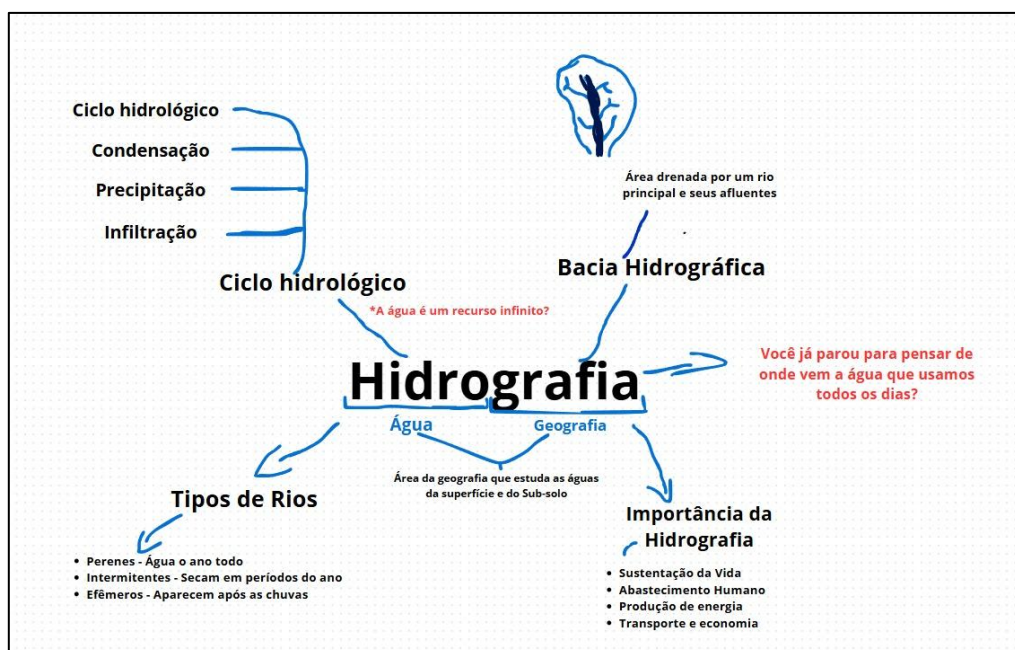 Ciclo hidrológico
Condensação
Precipitação
Infiltração
Ciclo hidrológico
*A água é um recurso infinito?
Área drenada por um rio
principal e seus afluentes
Bacia Hidrográfica
Hidrografia
Água
Geografia
Área da geografia que estuda as águas
da superfície e do Sub-solo
Você já parou para pensar de
onde vem a água que usamos
todos os dias?
Tipos de Rios
• Perenes - Água o ano todo
• Intermitentes - Secam em períodos do ano
• Efêmeros - Aparecem após as chuvas
Importância da
Hidrografia
• Sustentação da Vida
• Abastecimento Humano
• Produção de energia
• Transporte e economia